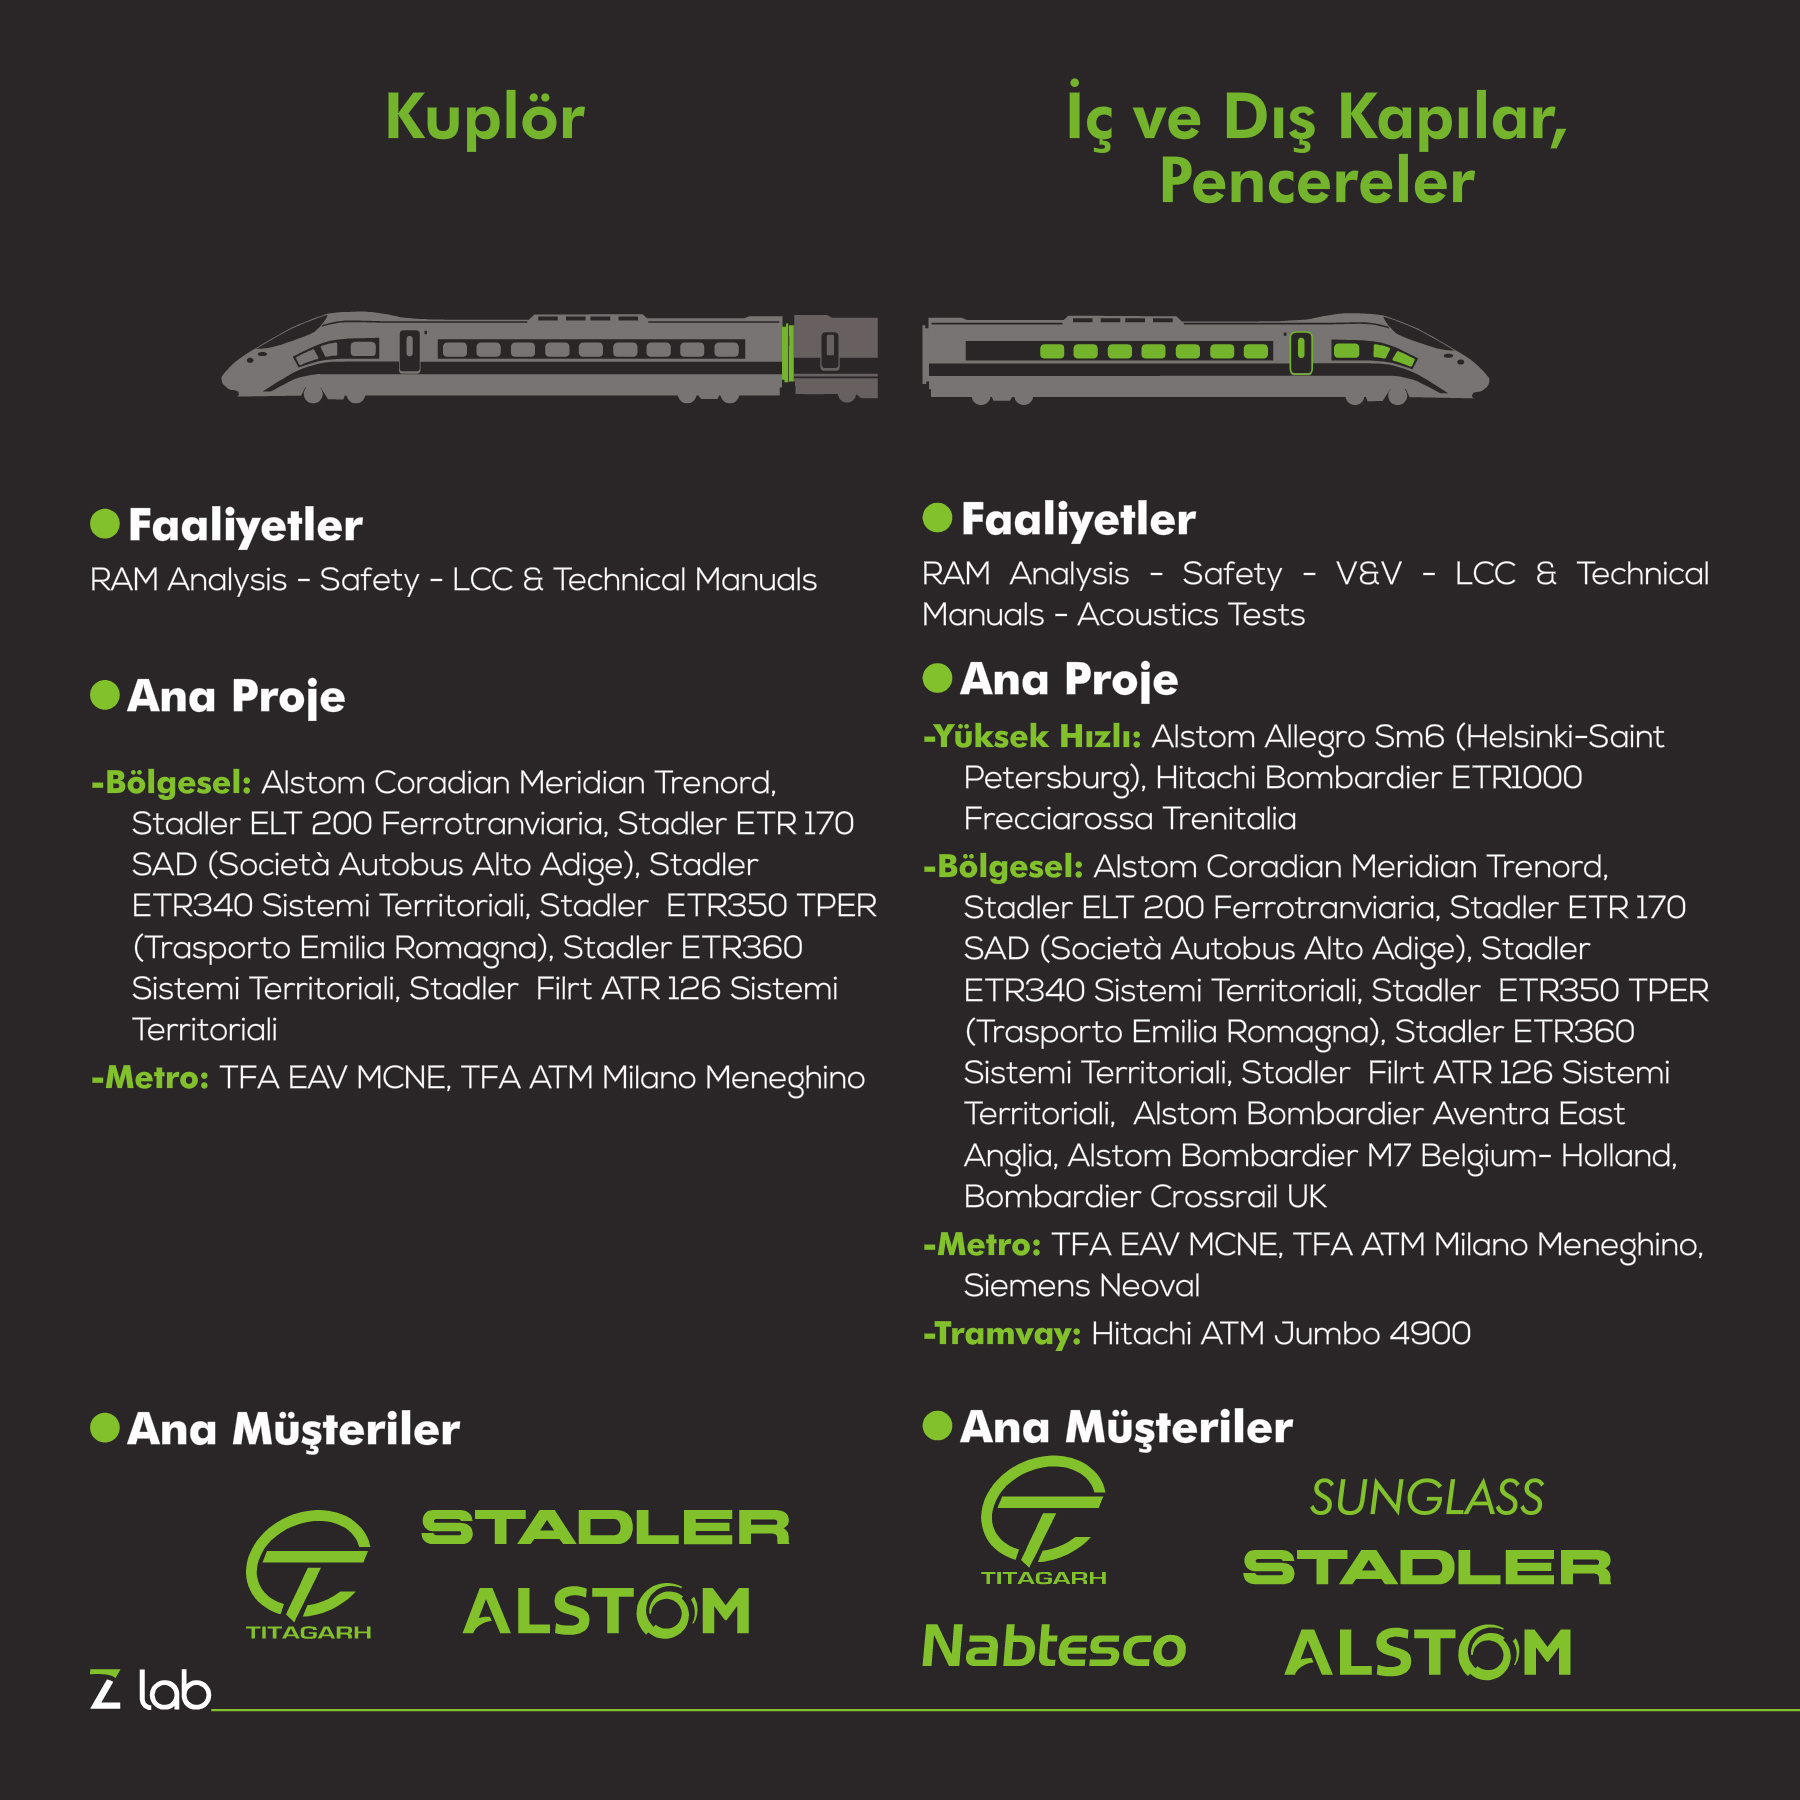 Kuplör
Faaliyetler
RAM Analysis - Safety - LCC & Technical Manuals
Ana Proje
-Bölgesel: Alstom Coradian Meridian Trenord,
Stadler ELT 200 Ferrotranviaria, Stadler ETR 170
SAD (Società Autobus Alto Adige), Stadler
ETR340 Sistemi Territoriali, Stadler ETR350 TPER
(Trasporto Emilia Romagna), Stadler ETR360
Sistemi Territoriali, Stadler Filrt ATR 126 Sistemi
Territoriali
-Metro: TFA EAV MCNE, TFA ATM Milano Meneghino
Ana Müşteriler
TITAGARH
STADLER
ALSTOM
İç ve Dış Kapılar,
Pencereler
Faaliyetler
RAM Analysis - Safety - V&V - LCC & Technical
Manuals - Acoustics Tests
Ana Proje
-Yüksek Hızlı: Alstom Allegro Sm6 (Helsinki-Saint
Petersburg), Hitachi Bombardier ETR1000
Frecciarossa Trenitalia
-Bölgesel: Alstom Coradian Meridian Trenord,
Stadler ELT 200 Ferrotranviaria, Stadler ETR 170
SAD (Società Autobus Alto Adige), Stadler
ETR340 Sistemi Territoriali, Stadler ETR350 TPER
(Trasporto Emilia Romagna), Stadler ETR360
Sistemi Territoriali, Stadler Filrt ATR 126 Sistemi
Territoriali, Alstom Bombardier Aventra East
Anglia, Alstom Bombardier M7 Belgium- Holland,
Bombardier Crossrail UK
-Metro: TFA EAV MCNE, TFA ATM Milano Meneghino,
Siemens Neoval
-Tramvay: Hitachi ATM Jumbo 4900
Ana Müşteriler
TITAGARH
SUNGLASS
STADLER
Nabtesco
ALSTOM
Z lab